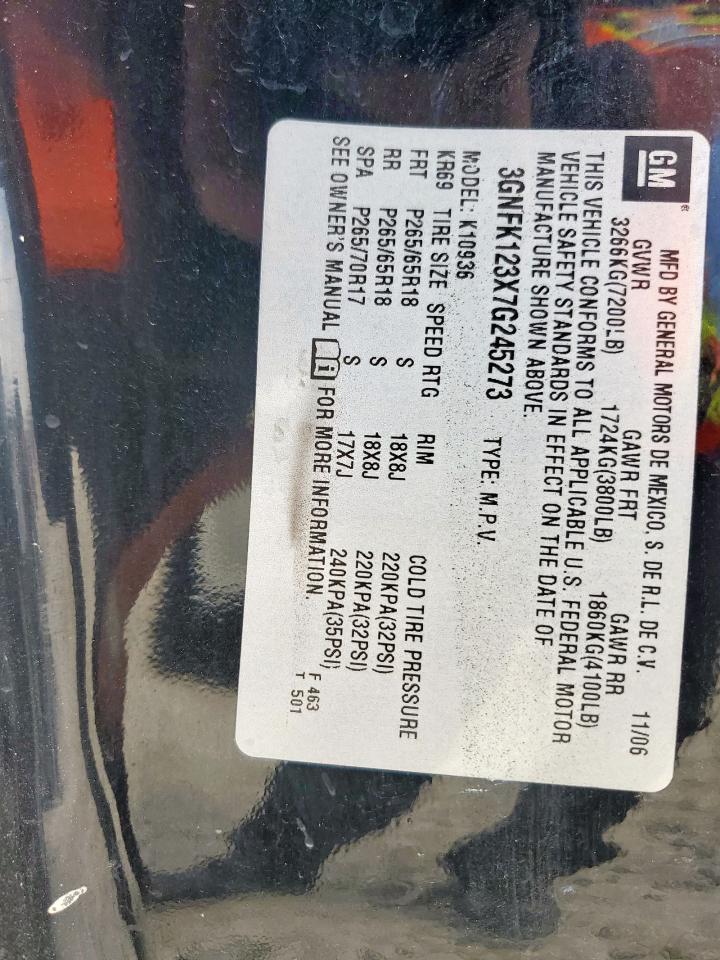 GM
MFD BY GENERAL MOTORS DE MEXICO, S. DE R.L. DE C.V. 11/06
GVWR GAWR FRT GAWR RR
3266KG(7200LB) 1724KG(3800LB) 1860KG(4100LB)
THIS VEHICLE CONFORMS TO ALL APPLICABLE U.S. FEDERAL MOTOR
VEHICLE SAFETY STANDARDS IN EFFECT ON THE DATE OF
MANUFACTURE SHOWN ABOVE.
3GNFK123X7G245273 TYPE: M.P.V.
MODEL: K10936
KR69 TIRE SIZE SPEED RTG RIM COLD TIRE PRESSURE
FRT P265/65R18 S 18X8J 220KPA(32PSI)
RR P265/65R18 S 18X8J 220KPA(32PSI)
SPA P265/70R17 S 17X7J 240KPA(35PSI)
SEE OWNER'S MANUAL FOR MORE INFORMATION.
F 463
T 501